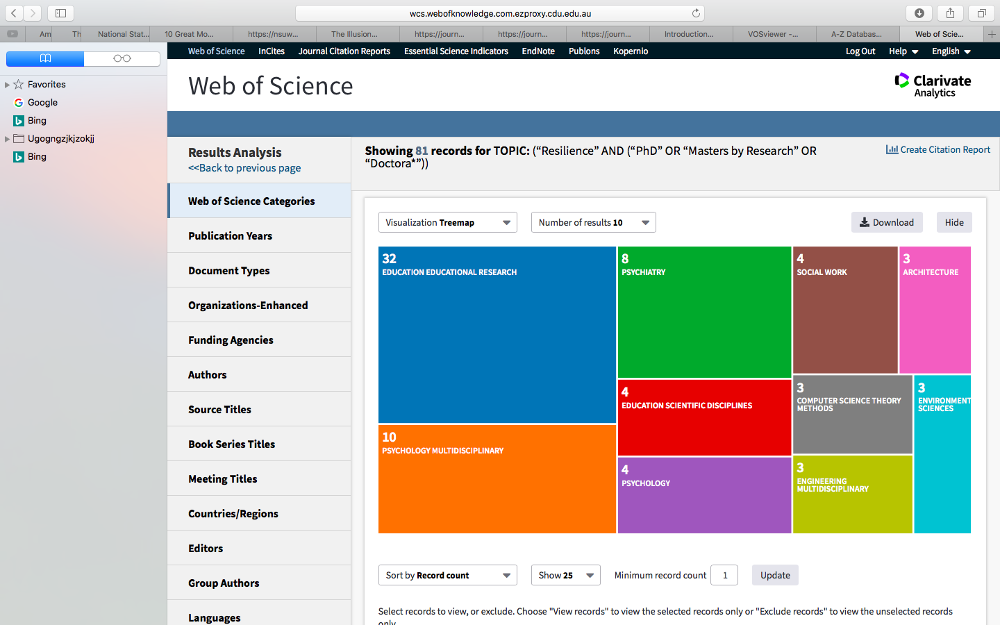 wcs.webofknowledge.com.ezproxy.cdu.edu.au
Am
Th
National Stat...
10 Great Mo...
https://nsuw...
The Illusion...
https://journ...
https://journ...
https://journ...
Introduction...
VOSviewer -...
A-Z Databas...
Web of Scie...
Favorites
Google
Bing
Ugogngzjkjzokjj
Bing
Web of Science
InCites
Journal Citation Reports
Essential Science Indicators
EndNote
Publons
Kopernio
Log Out
Help
English
Web of Science
Clarivate
Analytics
Results Analysis
<<Back to previous page
Web of Science Categories
Publication Years
Document Types
Organizations-Enhanced
Funding Agencies
Authors
Source Titles
Book Series Titles
Meeting Titles
Countries/Regions
Editors
Group Authors
Languages
Showing 81 records for TOPIC: (“Resilience” AND (“PhD” OR “Masters by Research” OR
“Doctora*”))
Create Citation Report
Visualization Treemap
Number of results 10
Download
Hide
32
EDUCATION EDUCATIONAL RESEARCH
10
PSYCHOLOGY MULTIDISCIPLINARY
8
PSYCHIATRY
4
EDUCATION SCIENTIFIC DISCIPLINES
4
PSYCHOLOGY
4
SOCIAL WORK
3
ARCHITECTURE
3
COMPUTER SCIENCE THEORY
METHODS
3
ENVIRONMENT
SCIENCES
3
ENGINEERING
MULTIDISCIPLINARY
Sort by Record count
Show 25
Minimum record count 1
Update
Select records to view, or exclude. Choose "View records" to view the selected records only or "Exclude records" to view the unselected records
only.